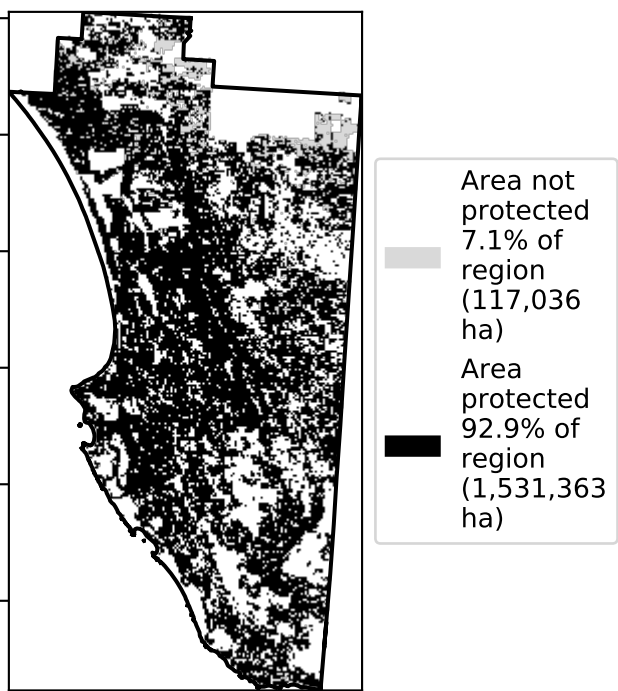 Area not
protected
7.1% of
region
(117,036
ha)
Area
protected
92.9% of
region
(1,531,363
ha)